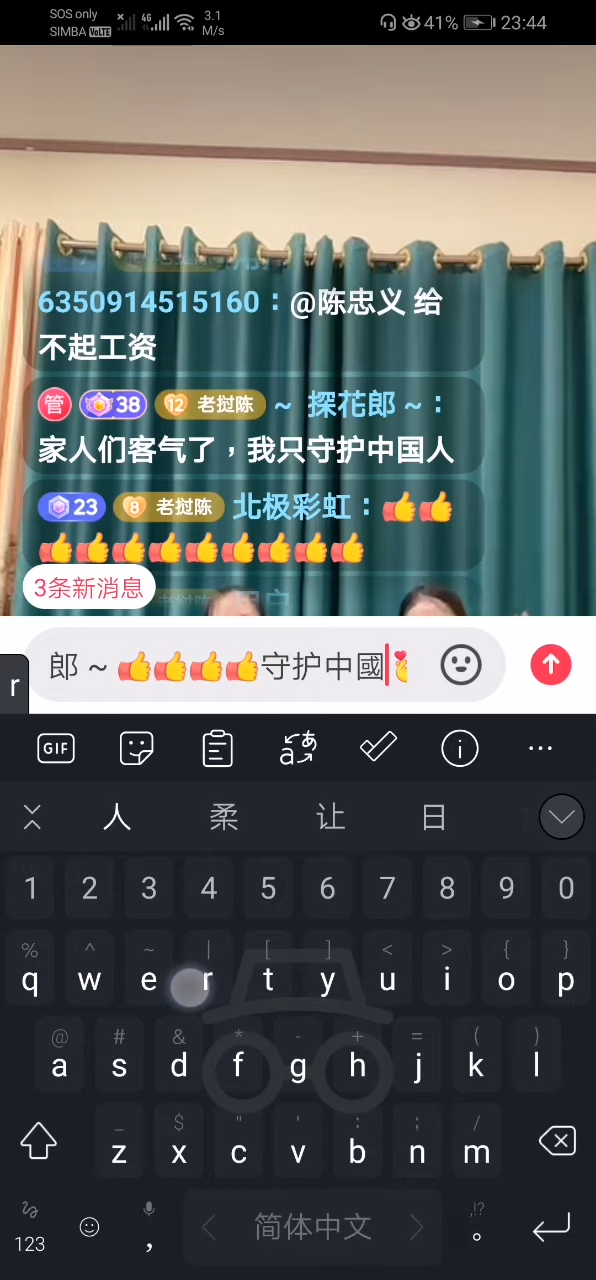 SOS only
SIMBA VoLTE
4G
3.1
M/s
41%
23:44
6350914515160：@陈忠义 给
不起工资
管 38 12 老挝陈 ~ 探花郎 ~：
家人们客气了，我只守护中国人
23 8 老挝陈 北极彩虹：👍👍
👍👍👍👍👍👍👍👍👍
3条新消息
郎 ~ 👍👍👍👍守护中國
r
GIF
aあ
人 柔 让 日
1 2 3 4 5 6 7 8 9 0
% ^ ~ | [ ] < > { }
q w e r t y u i o p
@ # & * - + = ( )
a s d f g h j k l
_ $ " ' : ; /
z x c v b n m
,!?
123 , 简体中文 。